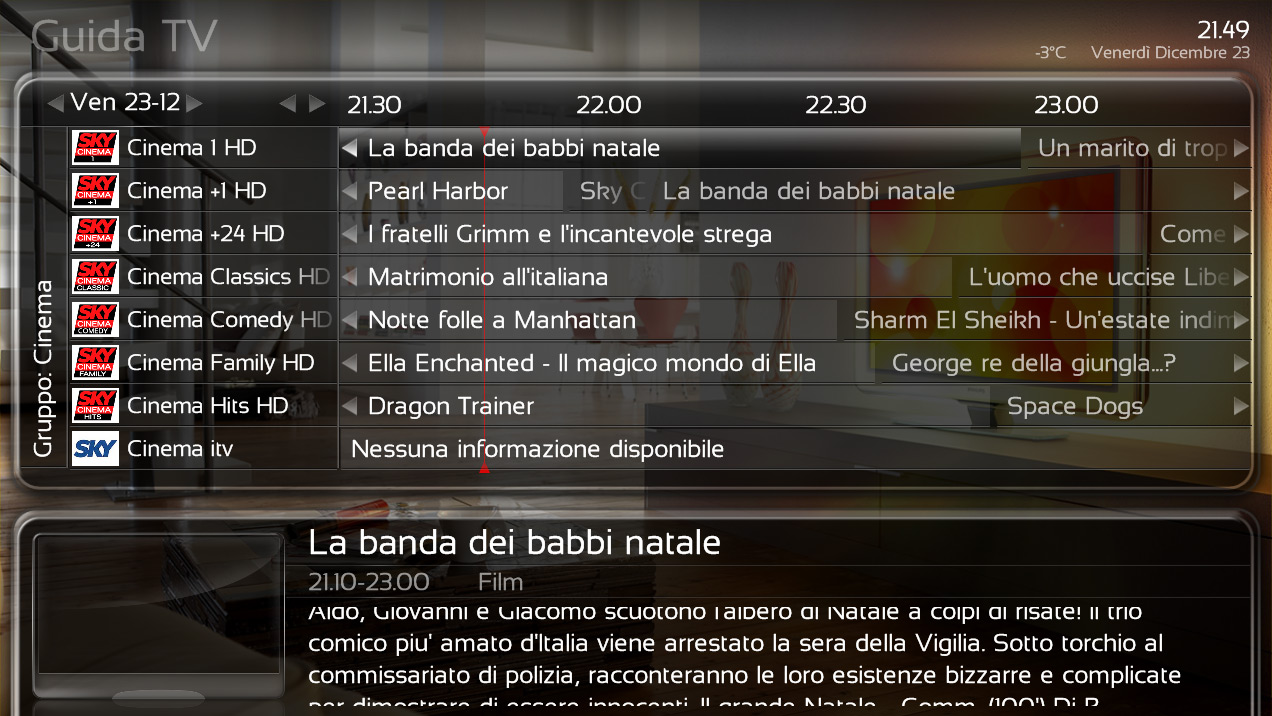 Guida TV
21.49
-3°C Venerdì Dicembre 23
Ven 23-12 21.30 22.00 22.30 23.00
Gruppo: Cinema
SKY CINEMA 1 Cinema 1 HD La banda dei babbi natale Un marito di trop
SKY CINEMA +1 Cinema +1 HD Pearl Harbor Sky C La banda dei babbi natale
SKY CINEMA +24 Cinema +24 HD I fratelli Grimm e l'incantevole strega Come
SKY CINEMA CLASSIC Cinema Classics HD Matrimonio all'italiana L'uomo che uccise Libe
SKY CINEMA COMEDY Cinema Comedy HD Notte folle a Manhattan Sharm El Sheikh - Un'estate indim
SKY CINEMA FAMILY Cinema Family HD Ella Enchanted - Il magico mondo di Ella George re della giungla...?
SKY CINEMA HITS Cinema Hits HD Dragon Trainer Space Dogs
SKY Cinema itv Nessuna informazione disponibile
La banda dei babbi natale
21.10-23.00 Film
Aldo, Giovanni e Giacomo scuotono l'albero di Natale a colpi di risate! Il trio
comico piu' amato d'Italia viene arrestato la sera della Vigilia. Sotto torchio al
commissariato di polizia, racconteranno le loro esistenze bizzarre e complicate
per dimostrare di essere innocenti. Il grande Natale - Comm. (100') Di P.